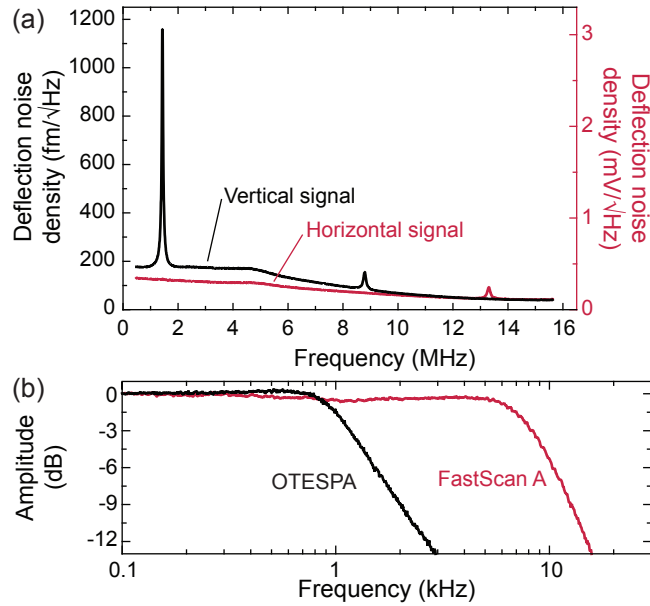 (a)
1200
1000
800
600
400
200
0
Deflection noise
density (fm/√Hz)
3
2
1
0
Deflection noise
density (mV/√Hz)
Vertical signal
Horizontal signal
0 2 4 6 8 10 12 14 16
Frequency (MHz)
(b)
0
-3
-6
-9
-12
Amplitude
(dB)
OTESPA
FastScan A
0.1 1 10
Frequency (kHz)